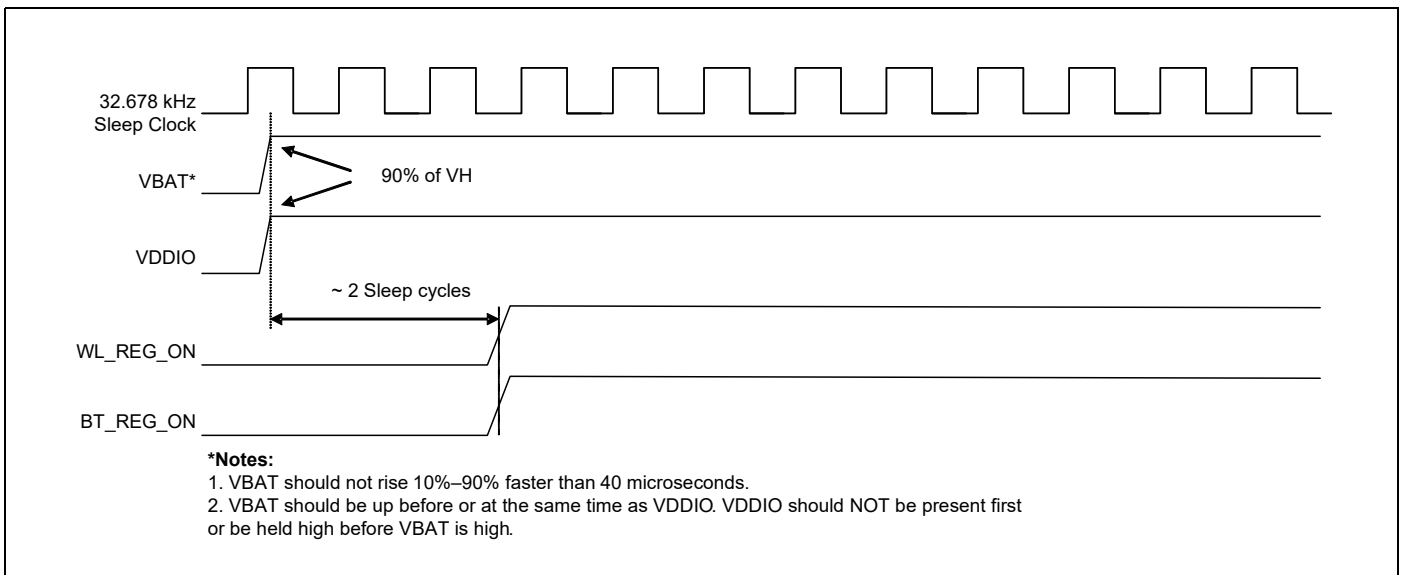 32.678 kHz
Sleep Clock
VBAT*
90% of VH
VDDIO
~ 2 Sleep cycles
WL_REG_ON
BT_REG_ON
*Notes:
1. VBAT should not rise 10%–90% faster than 40 microseconds.
2. VBAT should be up before or at the same time as VDDIO. VDDIO should NOT be present first
or be held high before VBAT is high.